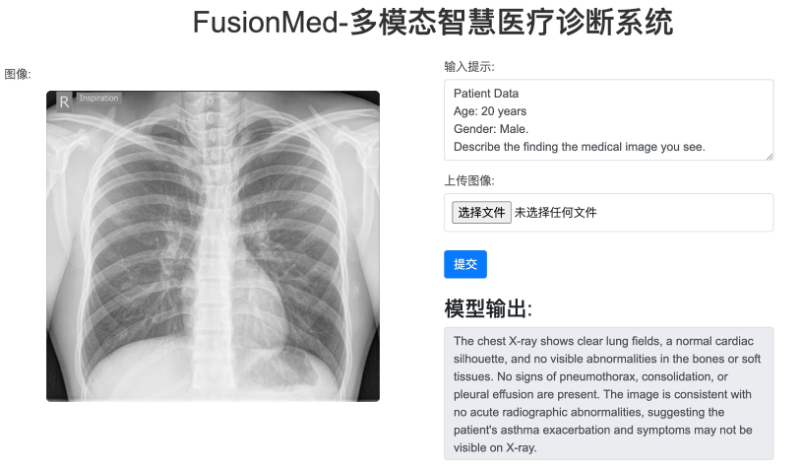 FusionMed-多模态智慧医疗诊断系统
图像:
R
Inspiration
输入提示:
Patient Data
Age: 20 years
Gender: Male.
Describe the finding the medical image you see.
上传图像:
选择文件 未选择任何文件
提交
模型输出:
The chest X-ray shows clear lung fields, a normal cardiac
silhouette, and no visible abnormalities in the bones or soft
tissues. No signs of pneumothorax, consolidation, or
pleural effusion are present. The image is consistent with
no acute radiographic abnormalities, suggesting the
patient's asthma exacerbation and symptoms may not be
visible on X-ray.